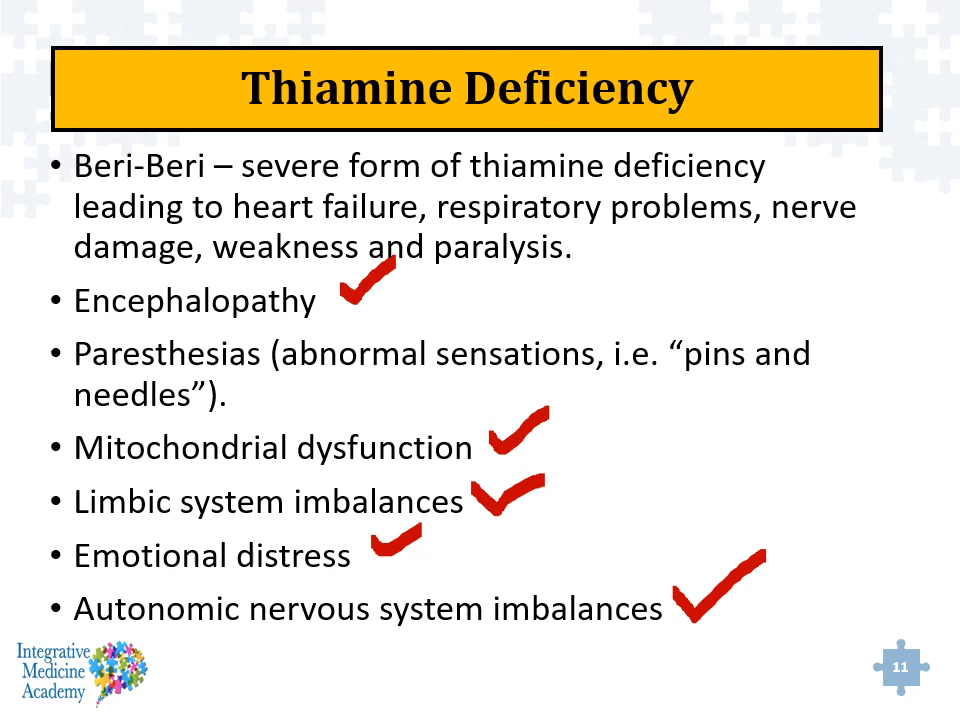 Thiamine Deficiency
• Beri-Beri – severe form of thiamine deficiency
leading to heart failure, respiratory problems, nerve
damage, weakness and paralysis.
• Encephalopathy
• Paresthesias (abnormal sensations, i.e. “pins and
needles”).
• Mitochondrial dysfunction
• Limbic system imbalances
• Emotional distress
• Autonomic nervous system imbalances
Integrative
Medicine
Academy
11